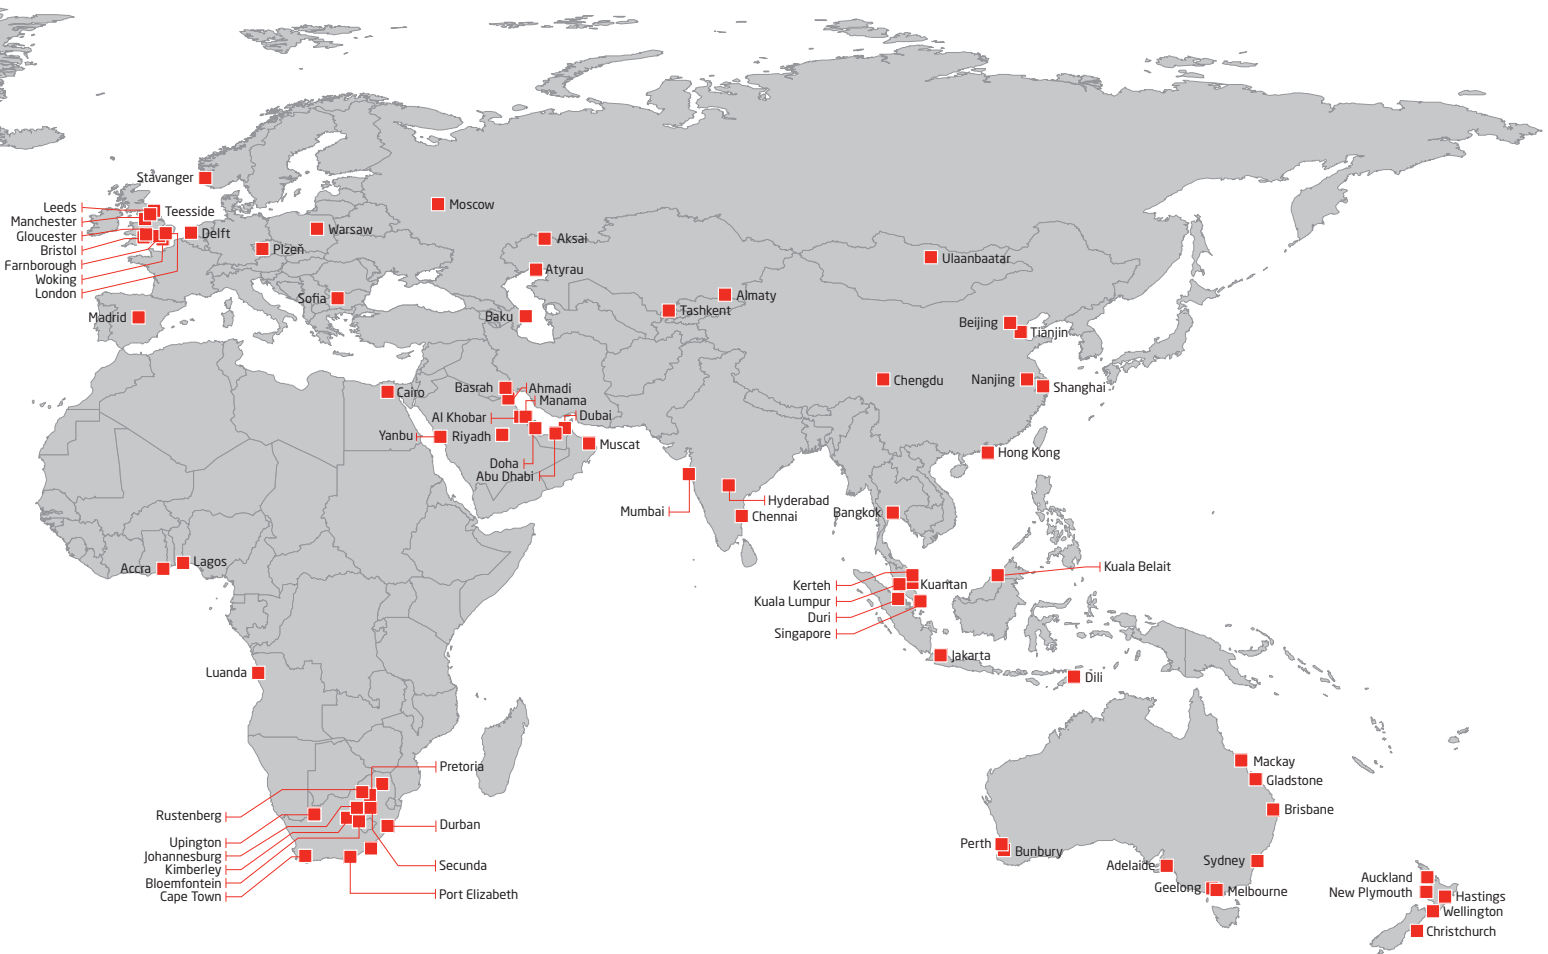 Stavanger
Leeds
Teesside
Manchester
Gloucester
Bristol
Farnborough
Woking
London
Delft
Moscow
Warsaw
Plzeň
Sofia
Madrid
Aksai
Atyrau
Baku
Ulaanbaatar
Almaty
Tashkent
Beijing
Tianjin
Chengdu
Nanjing
Shanghai
Hong Kong
Cairo
Basrah
Ahmadi
Manama
Al Khobar
Dubai
Yanbu
Riyadh
Muscat
Doha
Abu Dhabi
Mumbai
Hyderabad
Chennai
Bangkok
Accra
Lagos
Kuala Belait
Kerteh
Kuantan
Kuala Lumpur
Duri
Singapore
Jakarta
Dili
Luanda
Pretoria
Rustenberg
Upington
Durban
Johannesburg
Kimberley
Secunda
Bloemfontein
Cape Town
Port Elizabeth
Mackay
Gladstone
Brisbane
Perth
Bunbury
Adelaide
Sydney
Geelong
Melbourne
Auckland
New Plymouth
Hastings
Wellington
Christchurch